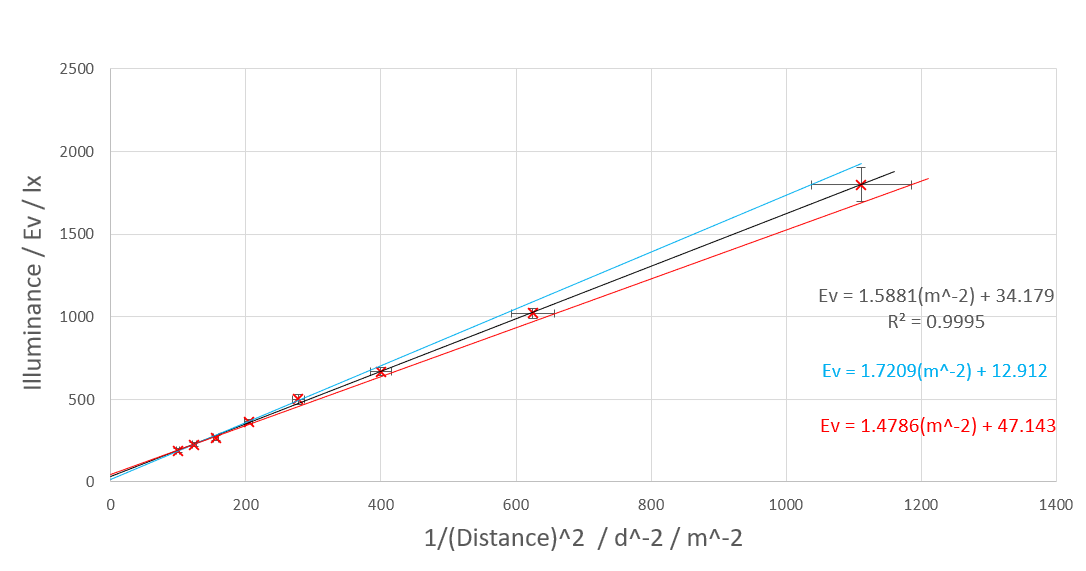 2500
2000
1500
1000
500
0
Illuminance / Ev / lx
Ev = 1.5881(m^-2) + 34.179
R² = 0.9995
Ev = 1.7209(m^-2) + 12.912
Ev = 1.4786(m^-2) + 47.143
0 200 400 600 800 1000 1200 1400
1/(Distance)^2 / d^-2 / m^-2